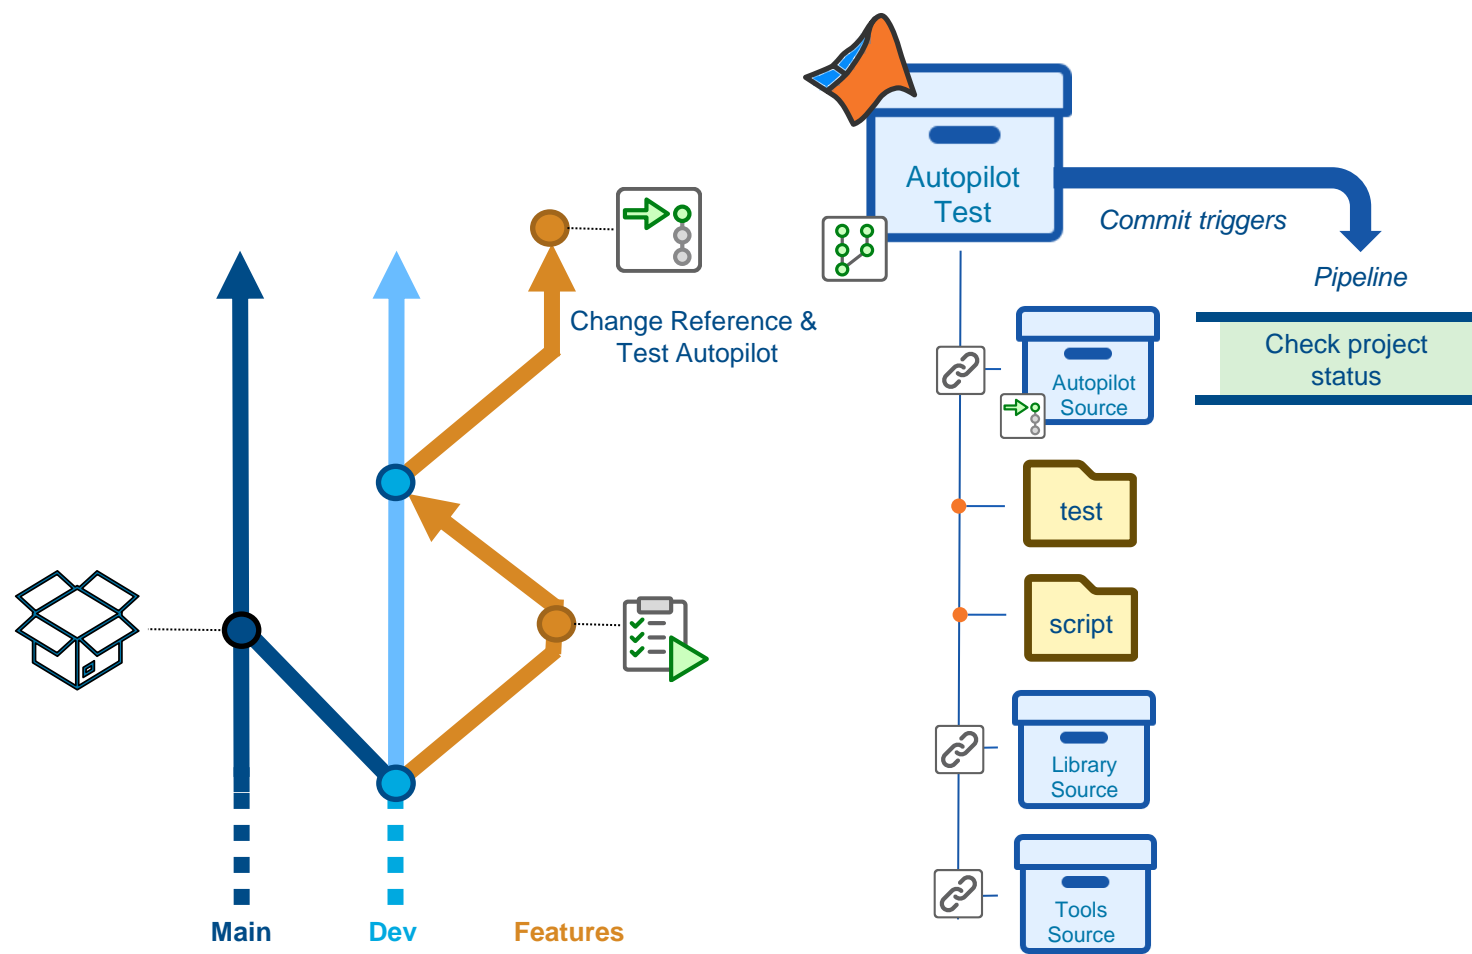 Autopilot
Test
Commit triggers
Pipeline
Change Reference &
Test Autopilot
Check project
status
Autopilot
Source
test
script
Library
Source
Tools
Source
Main
Dev
Features